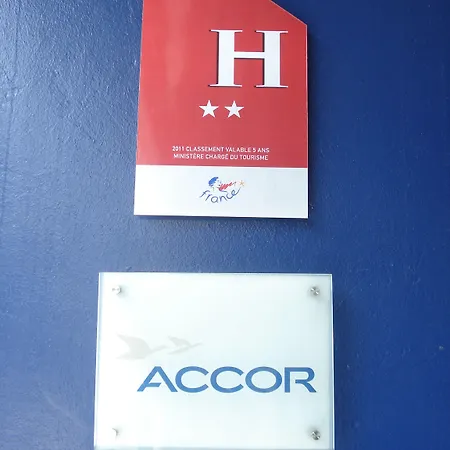 H
2011 CLASSEMENT VALABLE 5 ANS
MINISTÈRE CHARGÉ DU TOURISME
france
ACCOR